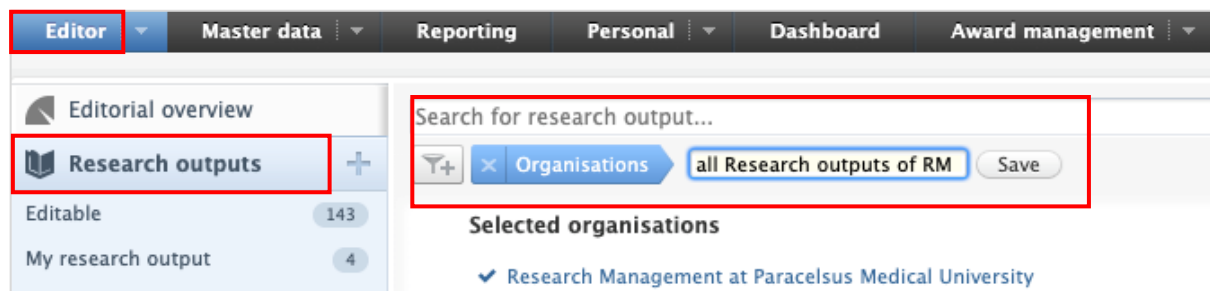 Editor Master data Reporting Personal Dashboard Award management
Editorial overview
Research outputs
Editable 143
My research output 4
Search for research output...
Organisations all Research outputs of RM Save
Selected organisations
Research Management at Paracelsus Medical University